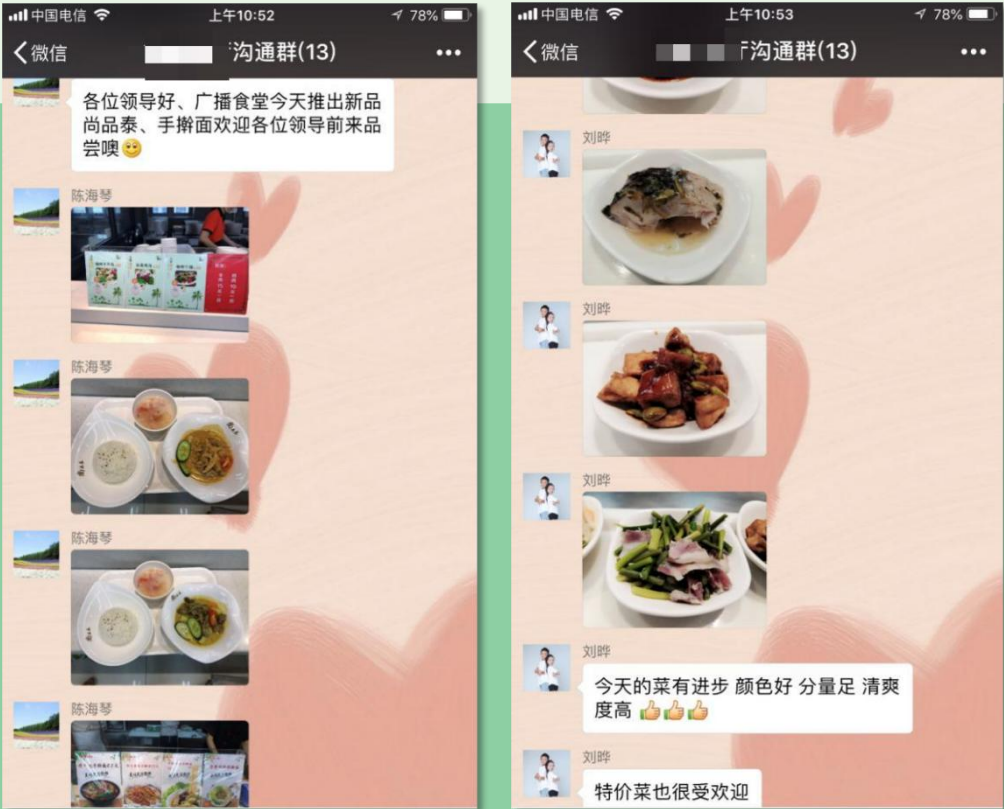 中国电信
上午10:52
78%
微信
沟通群(13)
各位领导好、广播食堂今天推出新品
尚品泰、手擀面欢迎各位领导前来品
尝噢
陈海琴
陈海琴
陈海琴
陈海琴
中国电信
上午10:53
78%
微信
沟通群(13)
刘晔
刘晔
刘晔
刘晔
今天的菜有进步 颜色好 分量足 清爽
度高
刘晔
特价菜也很受欢迎